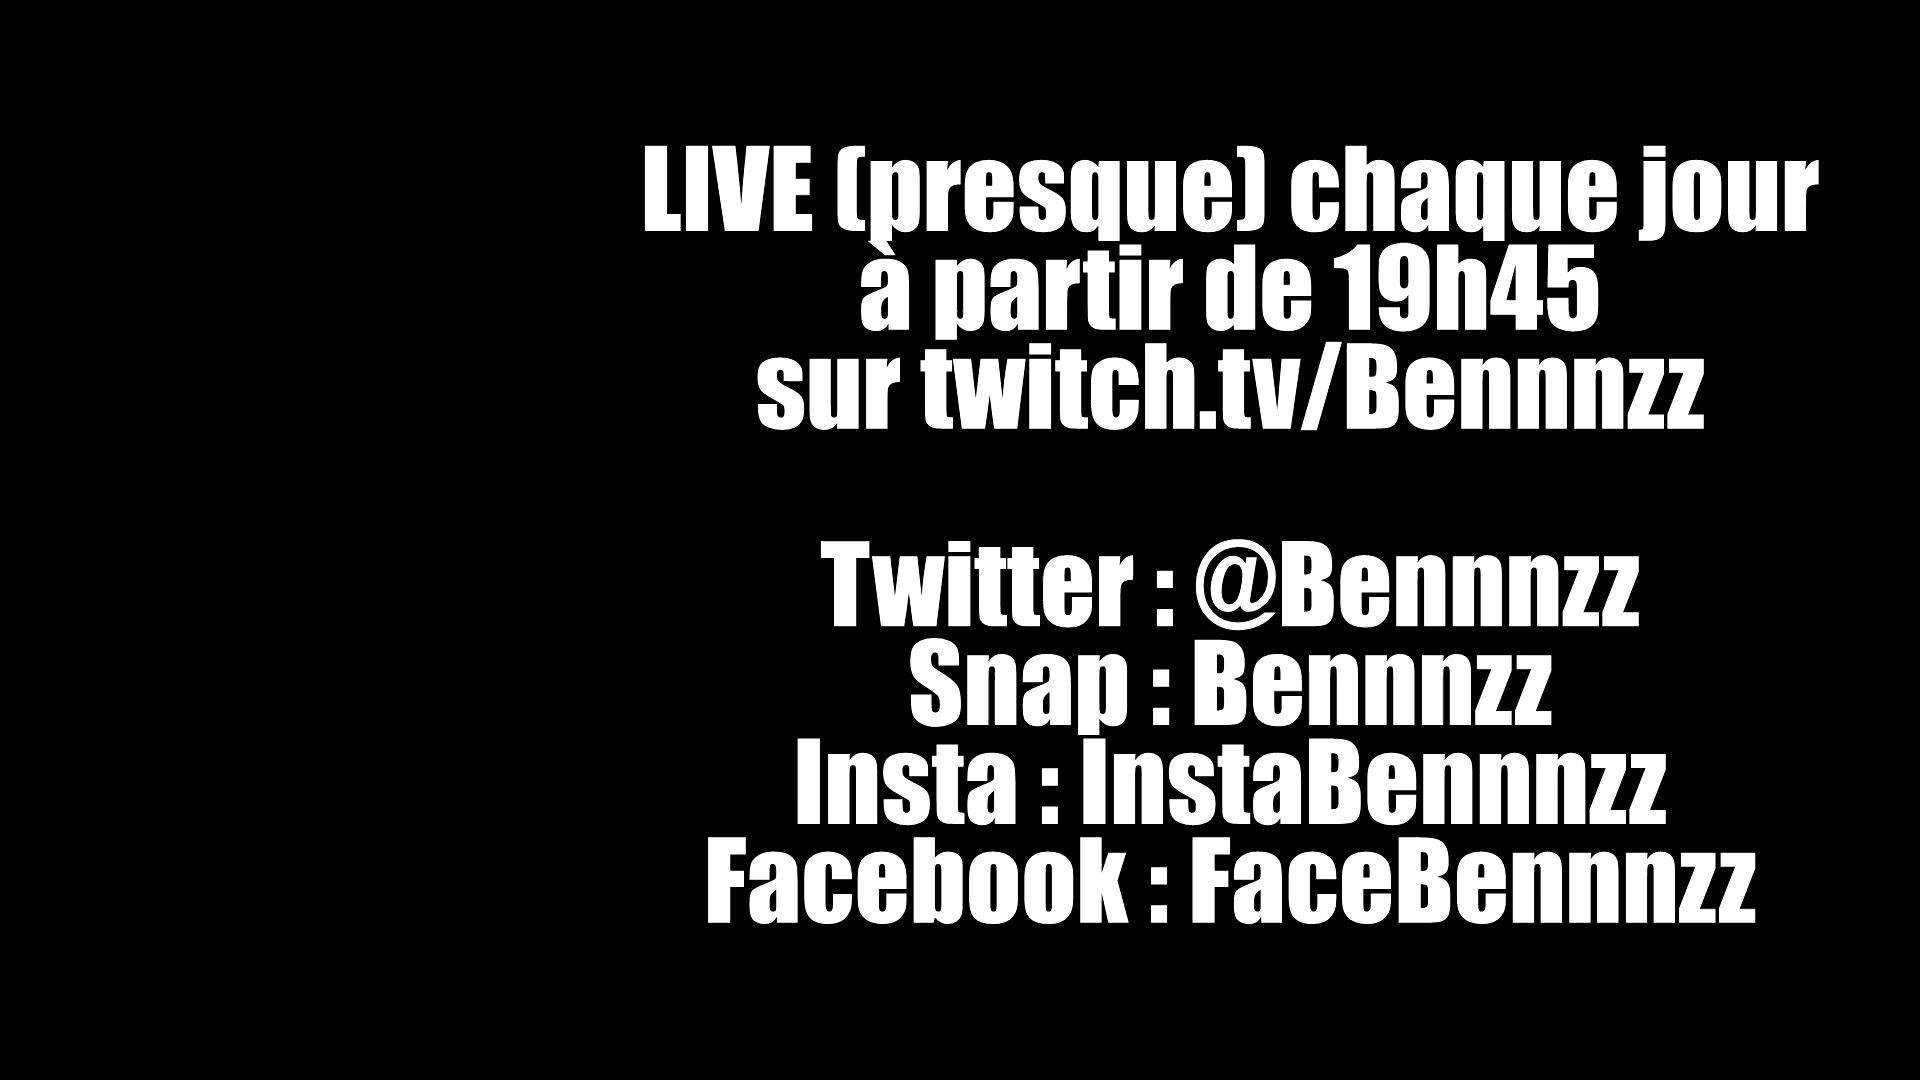 LIVE (presque) chaque jour
à partir de 19h45
sur twitch.tv/Bennnzz
Twitter : @Bennnzz
Snap : Bennnzz
Insta : InstaBennnzz
Facebook : FaceBennnzz